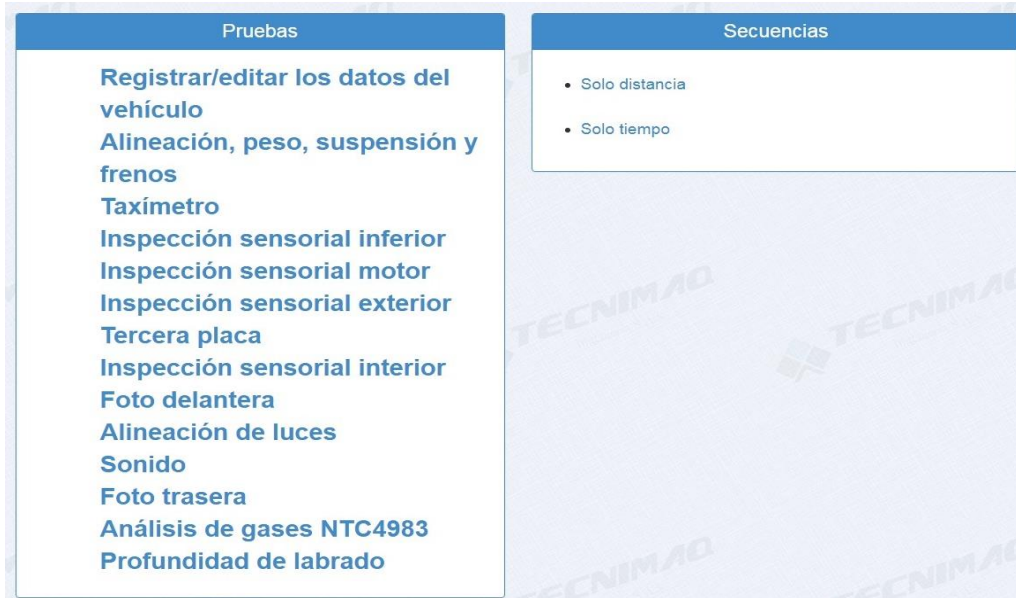 Pruebas
Registrar/editar los datos del
vehículo
Alineación, peso, suspensión y
frenos
Taxímetro
Inspección sensorial inferior
Inspección sensorial motor
Inspección sensorial exterior
Tercera placa
Inspección sensorial interior
Foto delantera
Alineación de luces
Sonido
Foto trasera
Análisis de gases NTC4983
Profundidad de labrado
Secuencias
Solo distancia
Solo tiempo
TECNIMAQ
TECNIMAQ
TECNIMAQ
TECNIMAQ